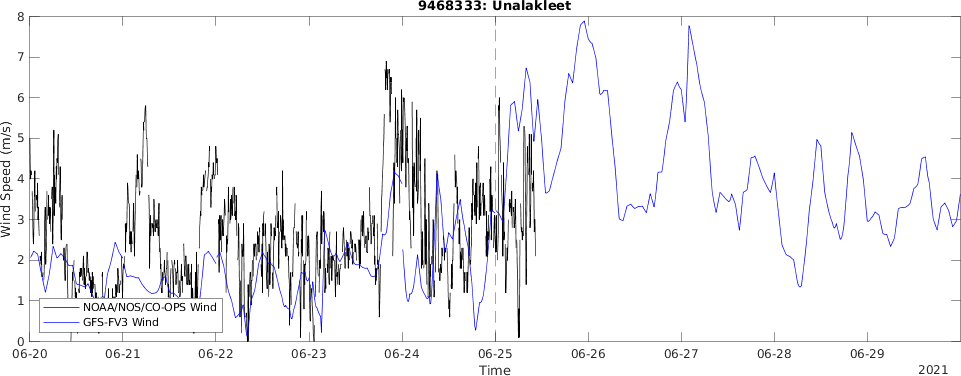 9468333: Unalakleet
8
7
6
5
4
3
2
1
0
Wind Speed (m/s)
NOAA/NOS/CO-OPS Wind
GFS-FV3 Wind
06-20 06-21 06-22 06-23 06-24 06-25 06-26 06-27 06-28 06-29
Time
2021